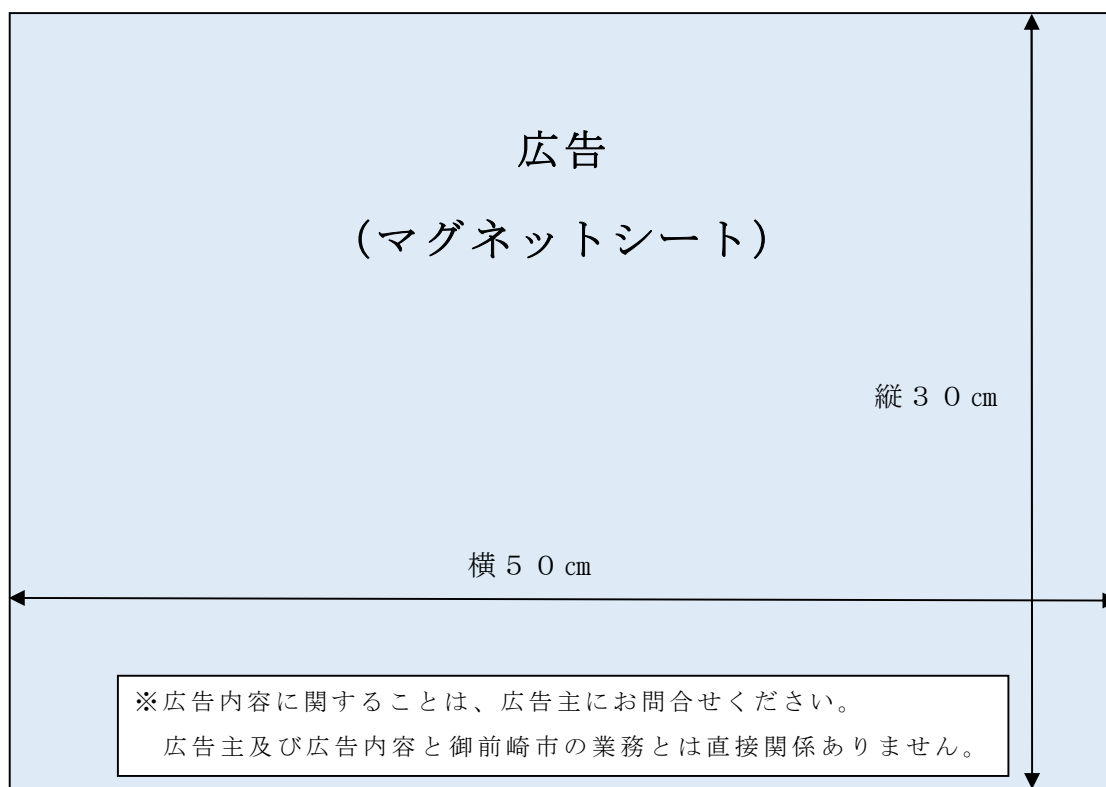 広告
(マグネットシート)
縦３０㎝
横５０㎝
※広告内容に関することは、広告主にお問合せください。
広告主及び広告内容と御前崎市の業務とは直接関係ありません。